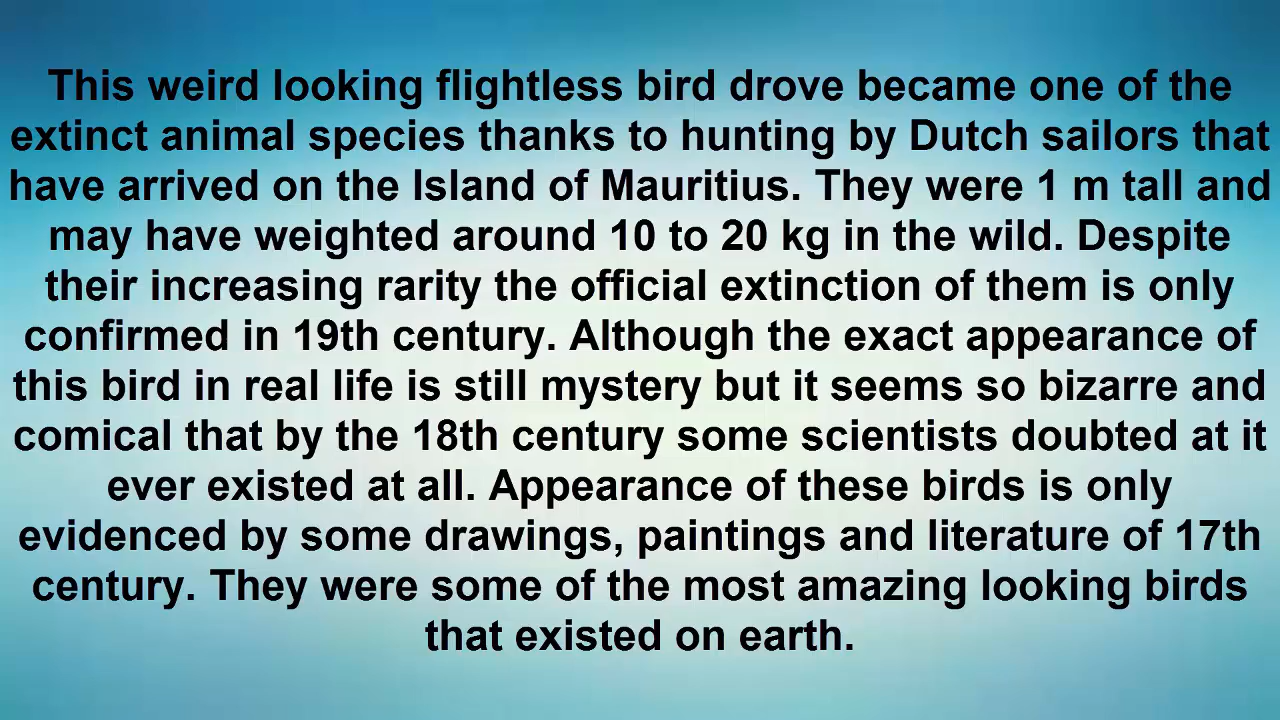 This weird looking flightless bird drove became one of the
extinct animal species thanks to hunting by Dutch sailors that
have arrived on the Island of Mauritius. They were 1 m tall and
may have weighted around 10 to 20 kg in the wild. Despite
their increasing rarity the official extinction of them is only
confirmed in 19th century. Although the exact appearance of
this bird in real life is still mystery but it seems so bizarre and
comical that by the 18th century some scientists doubted at it
ever existed at all. Appearance of these birds is only
evidenced by some drawings, paintings and literature of 17th
century. They were some of the most amazing looking birds
that existed on earth.